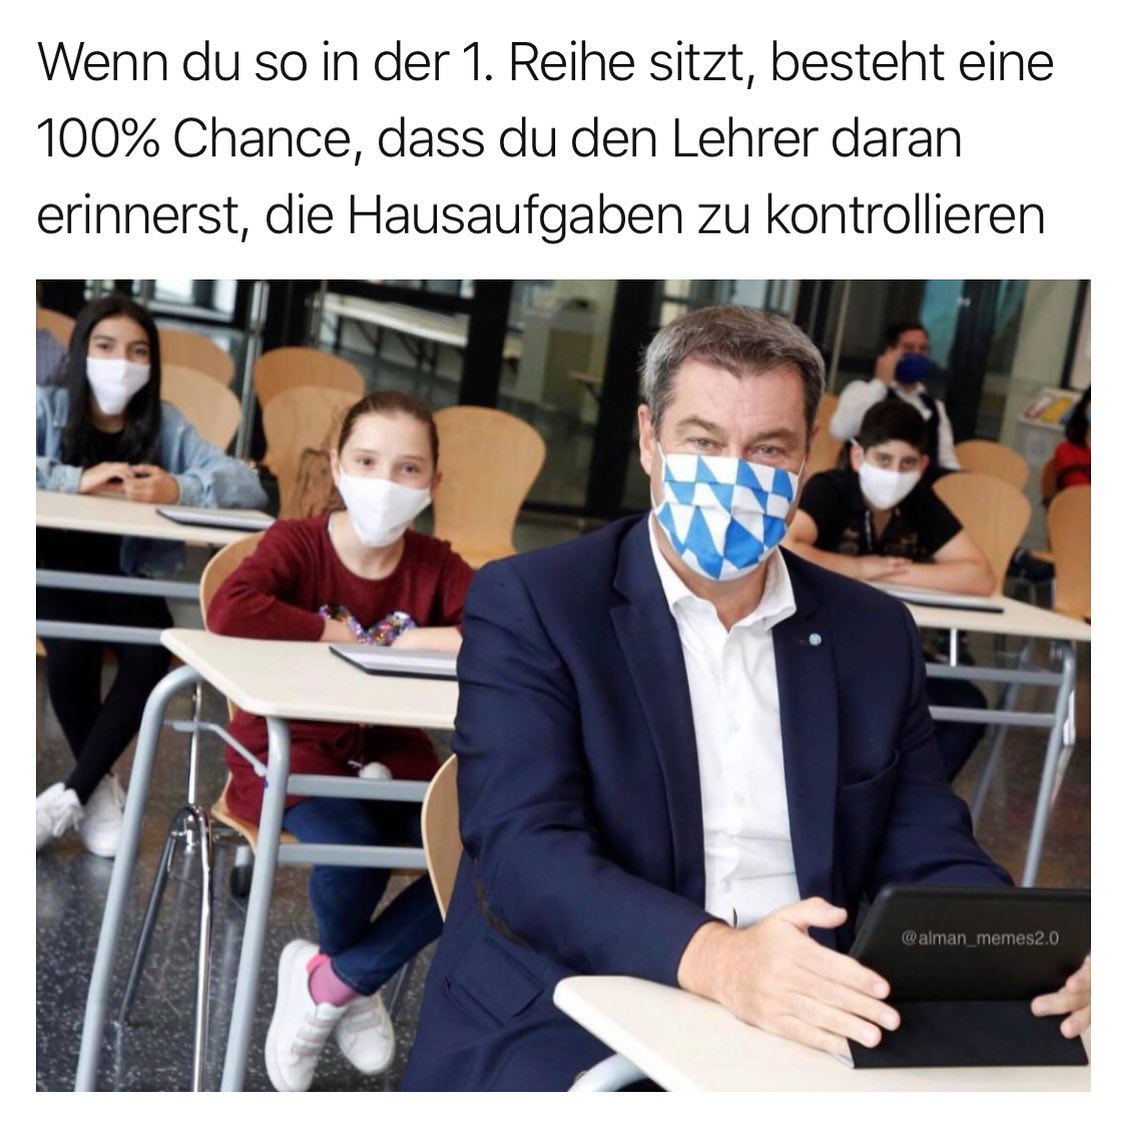 Wenn du so in der 1. Reihe sitzt, besteht eine
100% Chance, dass du den Lehrer daran
erinnerst, die Hausaufgaben zu kontrollieren
@alman_memes2.0